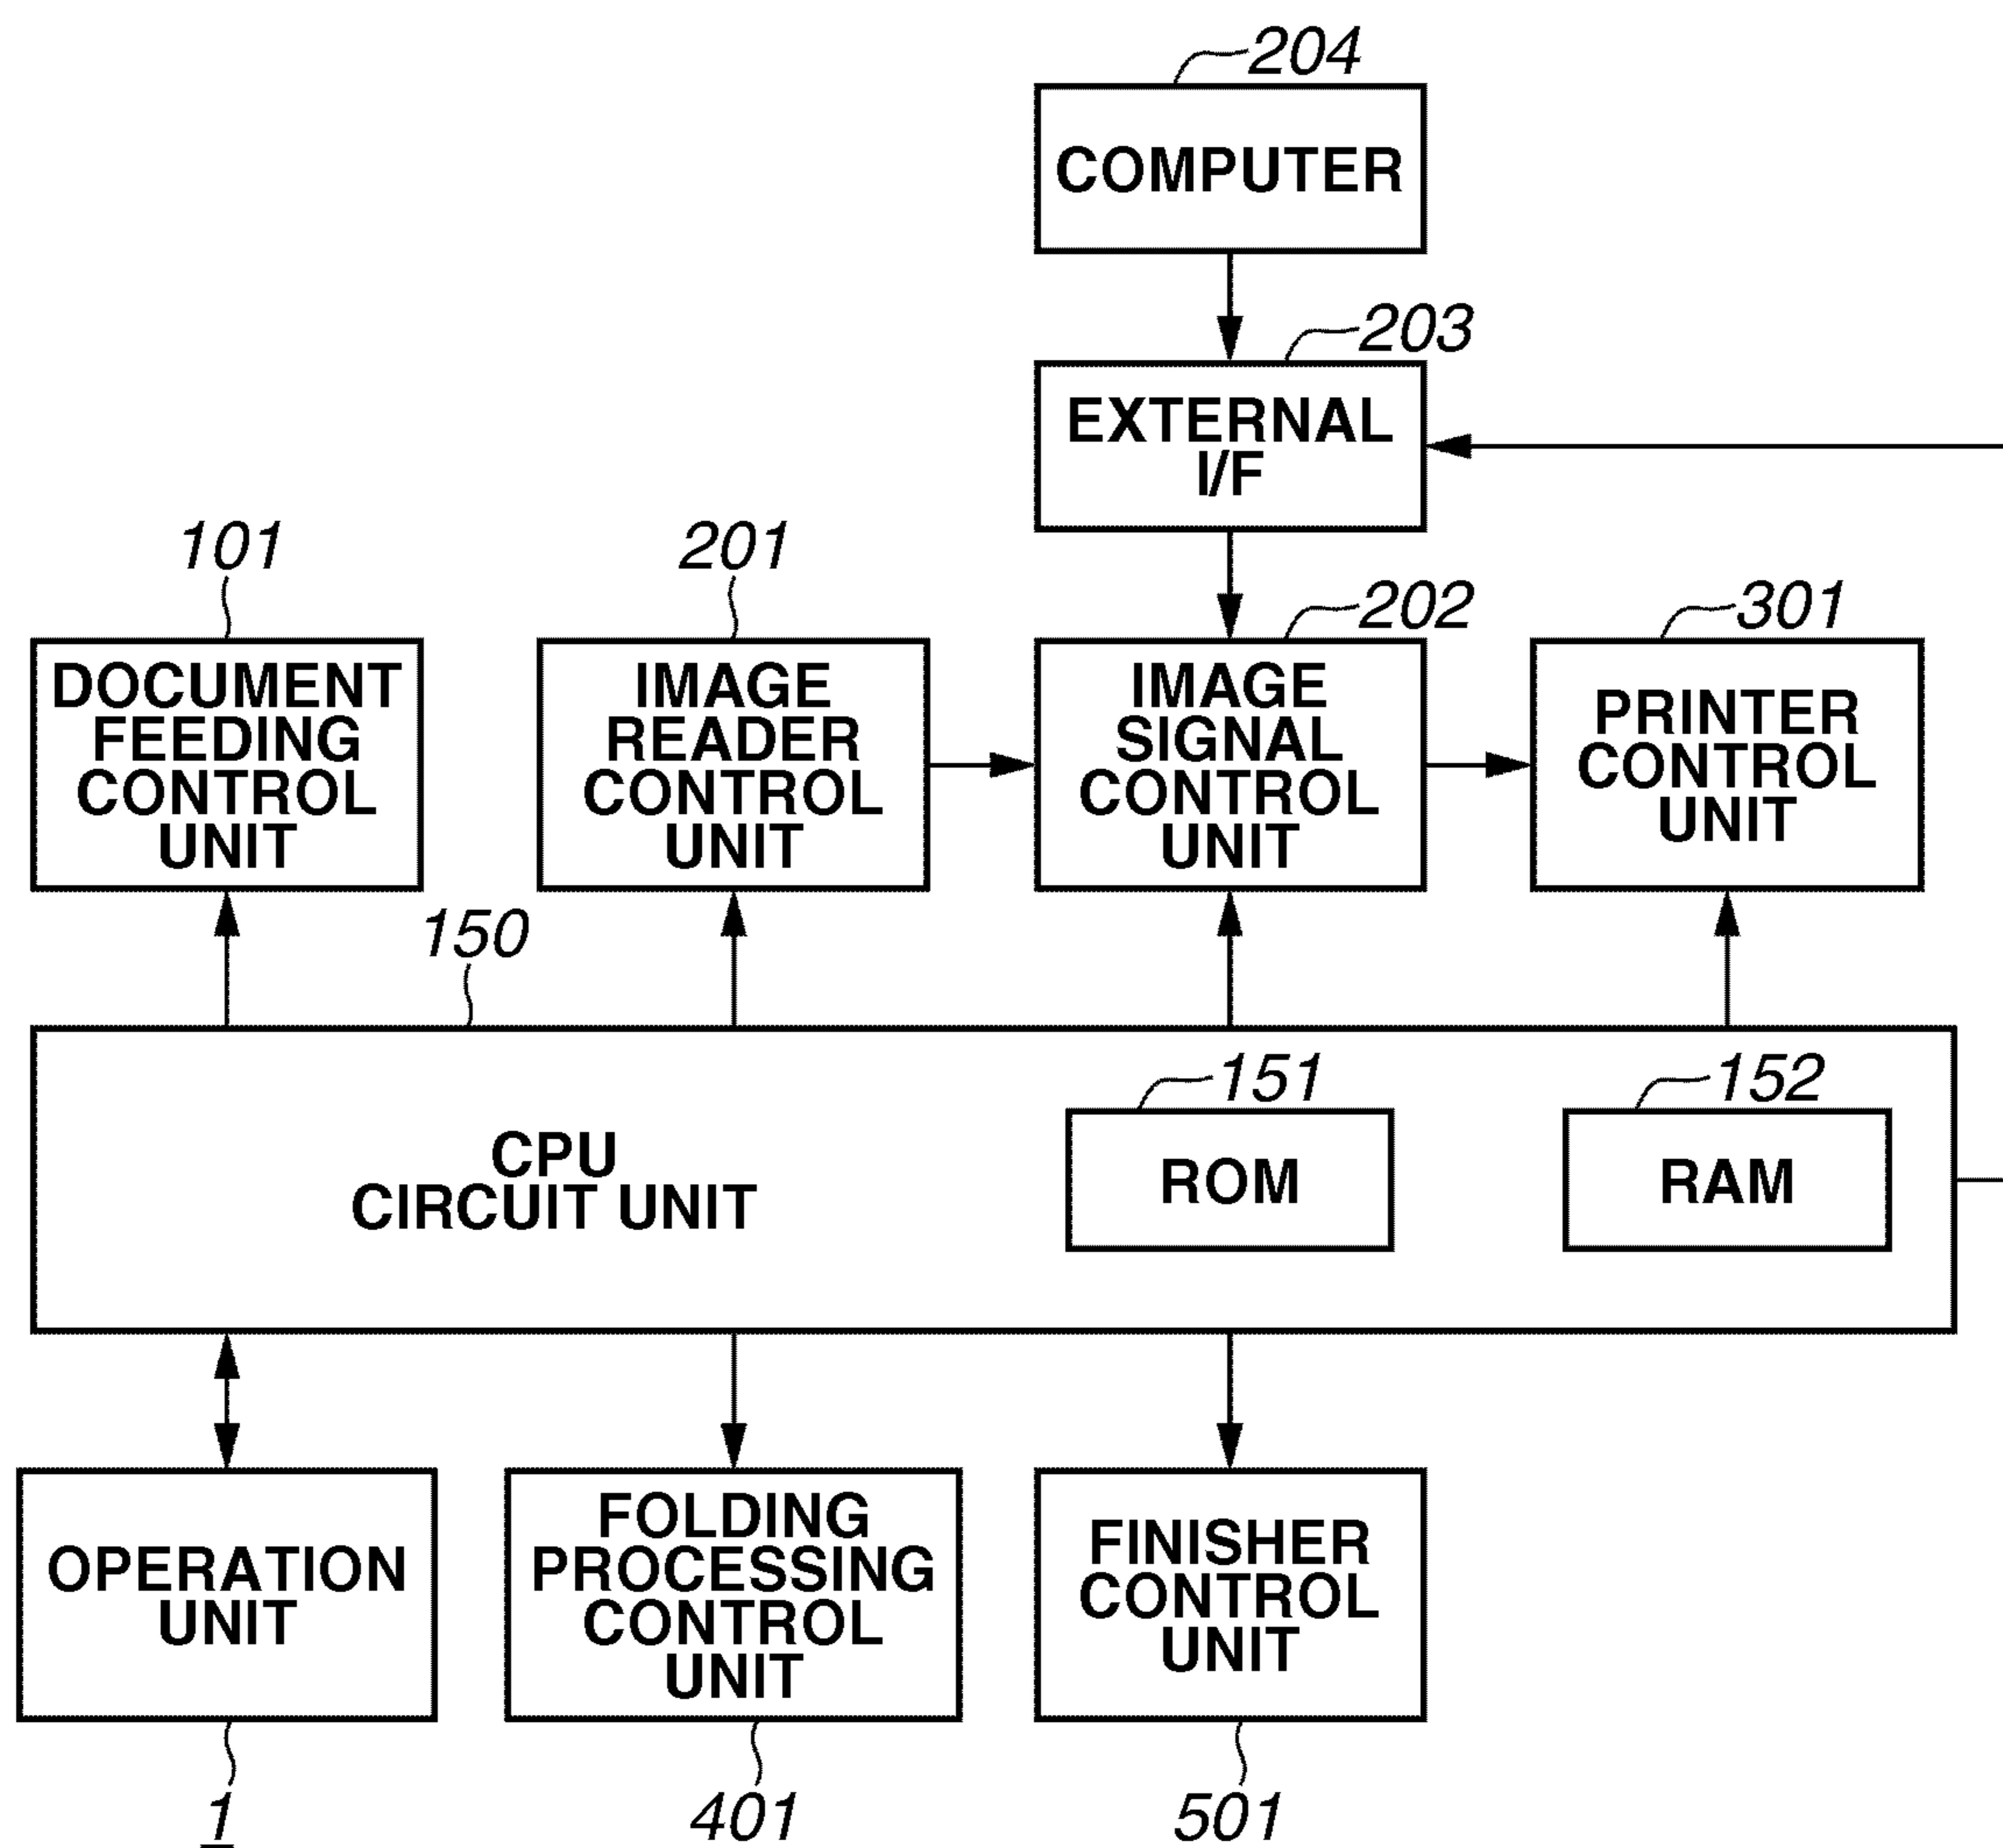 204
COMPUTER
203
EXTERNAL
I/F
101
201
202
301
DOCUMENT
FEEDING
CONTROL
UNIT
IMAGE
READER
CONTROL
UNIT
IMAGE
SIGNAL
CONTROL
UNIT
PRINTER
CONTROL
UNIT
150
151
152
CPU
CIRCUIT UNIT
ROM
RAM
OPERATION
UNIT
FOLDING
PROCESSING
CONTROL
UNIT
FINISHER
CONTROL
UNIT
1
401
501